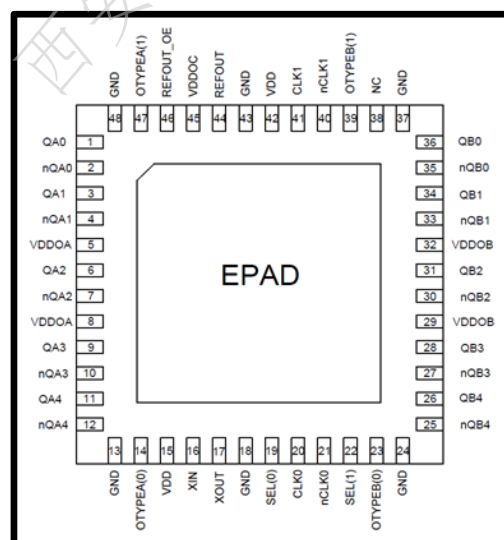 西安
GND
OTYPEA(1)
REFOUT_OE
VDDOC
REFOUT
GND
VDD
CLK1
nCLK1
OTYPEB(1)
NC
GND
48 47 46 45 44 43 42 41 40 39 38 37
QA0 1 36 QB0
nQA0 2 35 nQB0
QA1 3 34 QB1
nQA1 4 33 nQB1
VDDOA 5 32 VDDOB
QA2 6 31 QB2
EPAD
nQA2 7 30 nQB2
VDDOA 8 29 VDDOB
QA3 9 28 QB3
nQA3 10 27 nQB3
QA4 11 26 QB4
nQA4 12 25 nQB4
13 14 15 16 17 18 19 20 21 22 23 24
GND
OTYPEA(0)
VDD
XIN
XOUT
GND
SEL(0)
CLK0
nCLK0
SEL(1)
OTYPEB(0)
GND